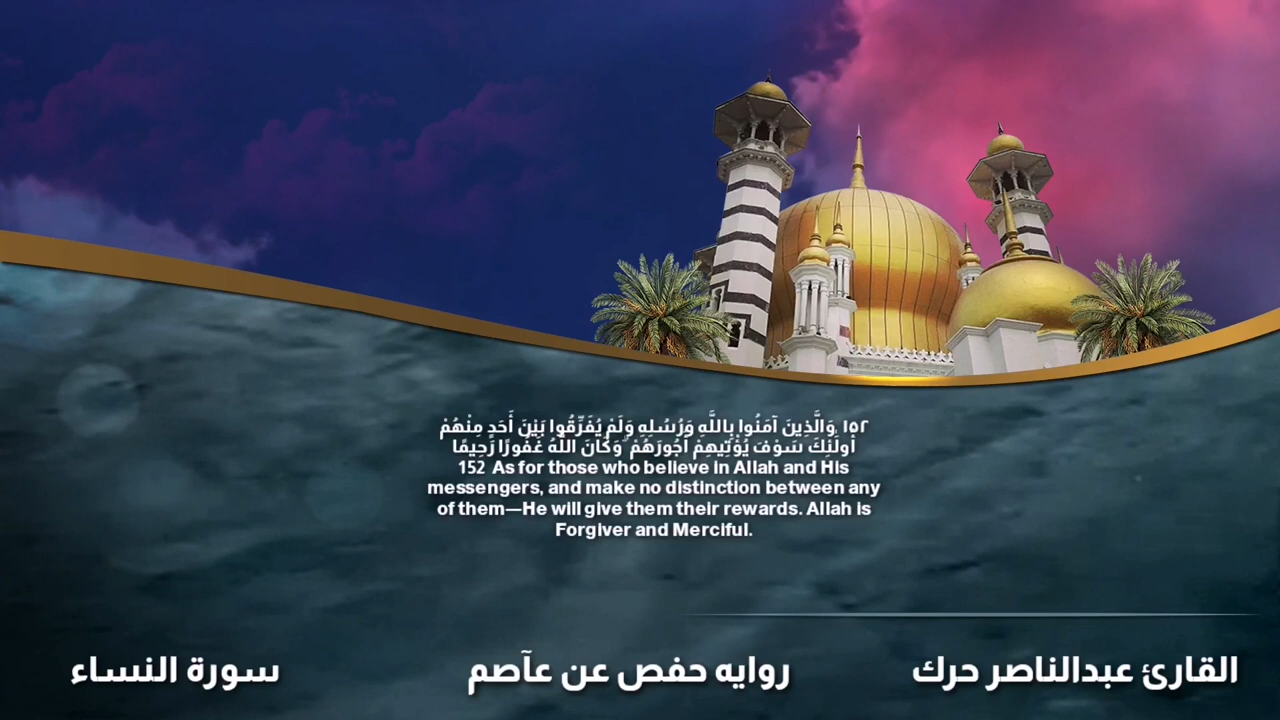 ١٥٢ وَالَّذِينَ آمَنُوا بِاللَّهِ وَرُسُلِهِ وَلَمْ يُفَرِّقُوا بَيْنَ أَحَدٍ مِنْهُمْ
أُولَٰئِكَ سَوْفَ يُؤْتِيهِمْ أُجُورَهُمْ ۗ وَكَانَ اللَّهُ غَفُورًا رَحِيمًا
152 As for those who believe in Allah and His
messengers, and make no distinction between any
of them—He will give them their rewards. Allah is
Forgiver and Merciful.
القارئ عبدالناصر حرك
روايه حفص عن عآصم
سورة النساء